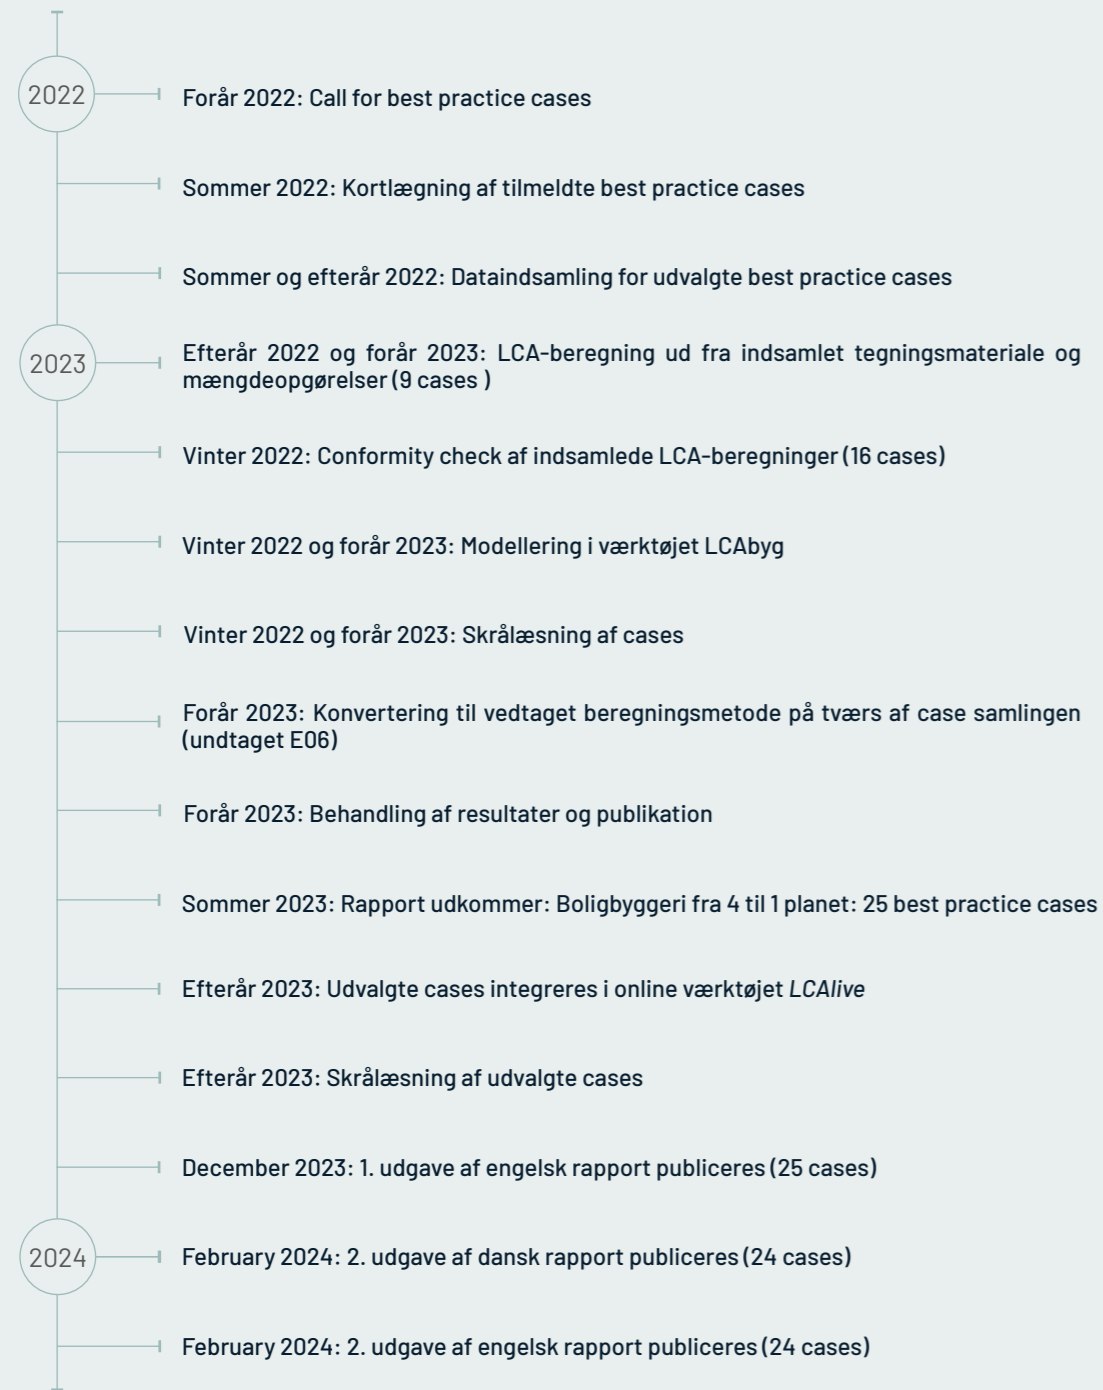 2022
Forår 2022: Call for best practice cases
Sommer 2022: Kortlægning af tilmeldte best practice cases
Sommer og efterår 2022: Dataindsamling for udvalgte best practice cases
2023
Efterår 2022 og forår 2023: LCA-beregning ud fra indsamlet tegningsmateriale og
mængdeopgørelser (9 cases )
Vinter 2022: Conformity check af indsamlede LCA-beregninger (16 cases)
Vinter 2022 og forår 2023: Modellering i værktøjet LCAbyg
Vinter 2022 og forår 2023: Skrålæsning af cases
Forår 2023: Konvertering til vedtaget beregningsmetode på tværs af case samlingen
(undtaget E06)
Forår 2023: Behandling af resultater og publikation
Sommer 2023: Rapport udkommer: Boligbyggeri fra 4 til 1 planet: 25 best practice cases
Efterår 2023: Udvalgte cases integreres i online værktøjet LCAlive
Efterår 2023: Skrålæsning af udvalgte cases
December 2023: 1. udgave af engelsk rapport publiceres (25 cases)
2024
February 2024: 2. udgave af dansk rapport publiceres (24 cases)
February 2024: 2. udgave af engelsk rapport publiceres (24 cases)